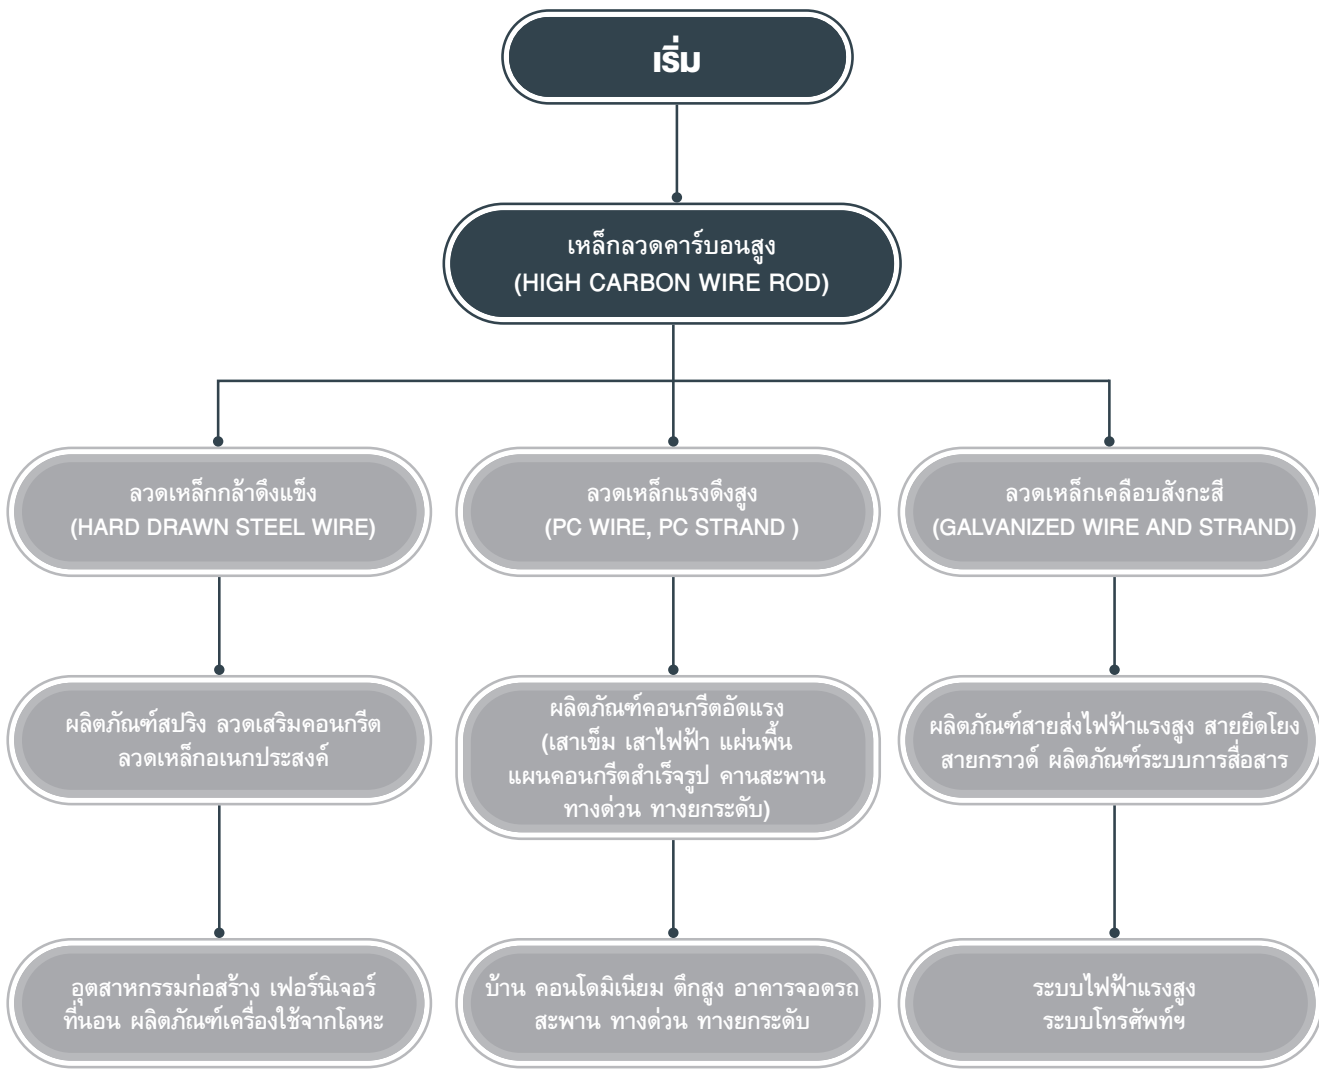 เริ่ม
เหล็กลวดคาร์บอนสูง
(HIGH CARBON WIRE ROD)
ลวดเหล็กกล้าดึงแข็ง
(HARD DRAWN STEEL WIRE)
ลวดเหล็กแรงดึงสูง
(PC WIRE, PC STRAND )
ลวดเหล็กเคลือบสังกะสี
(GALVANIZED WIRE AND STRAND)
ผลิตภัณฑ์สปริง ลวดเสริมคอนกรีต
ลวดเหล็กอเนกประสงค์
ผลิตภัณฑ์คอนกรีตอัดแรง
(เสาเข็ม เสาไฟฟ้า แผ่นพื้น
แผนคอนกรีตสำเร็จรูป คานสะพาน
ทางด่วน ทางยกระดับ)
ผลิตภัณฑ์สายส่งไฟฟ้าแรงสูง สายยึดโยง
สายกราวด์ ผลิตภัณฑ์ระบบการสื่อสาร
อุตสาหกรรมก่อสร้าง เฟอร์นิเจอร์
ที่นอน ผลิตภัณฑ์เครื่องใช้จากโลหะ
บ้าน คอนโดมิเนียม ตึกสูง อาคารจอดรถ
สะพาน ทางด่วน ทางยกระดับ
ระบบไฟฟ้าแรงสูง
ระบบโทรศัพท์ฯ